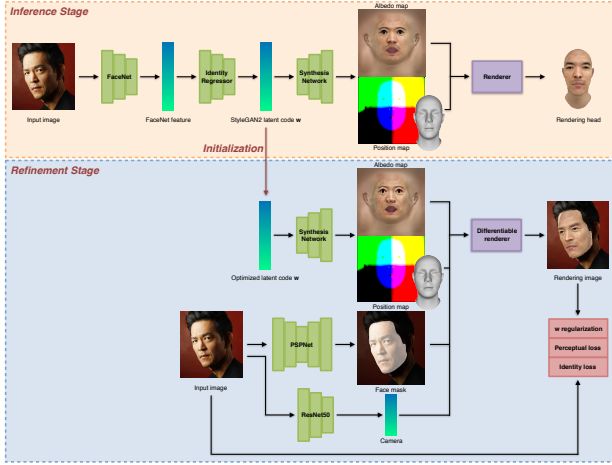 Inference Stage
Albedo map
FaceNet
Identity
Regressor
Synthesis
Network
Renderer
Input image
FaceNet feature
StyleGAN2 latent code w
Position map
Rendering head
Initialization
Refinement Stage
Albedo map
Synthesis
Network
Differentiable
renderer
Optimized latent code w
Position map
Rendering image
PSPNet
w regularization
Perceptual loss
Identity loss
Input image
Face mask
ResNet50
Camera